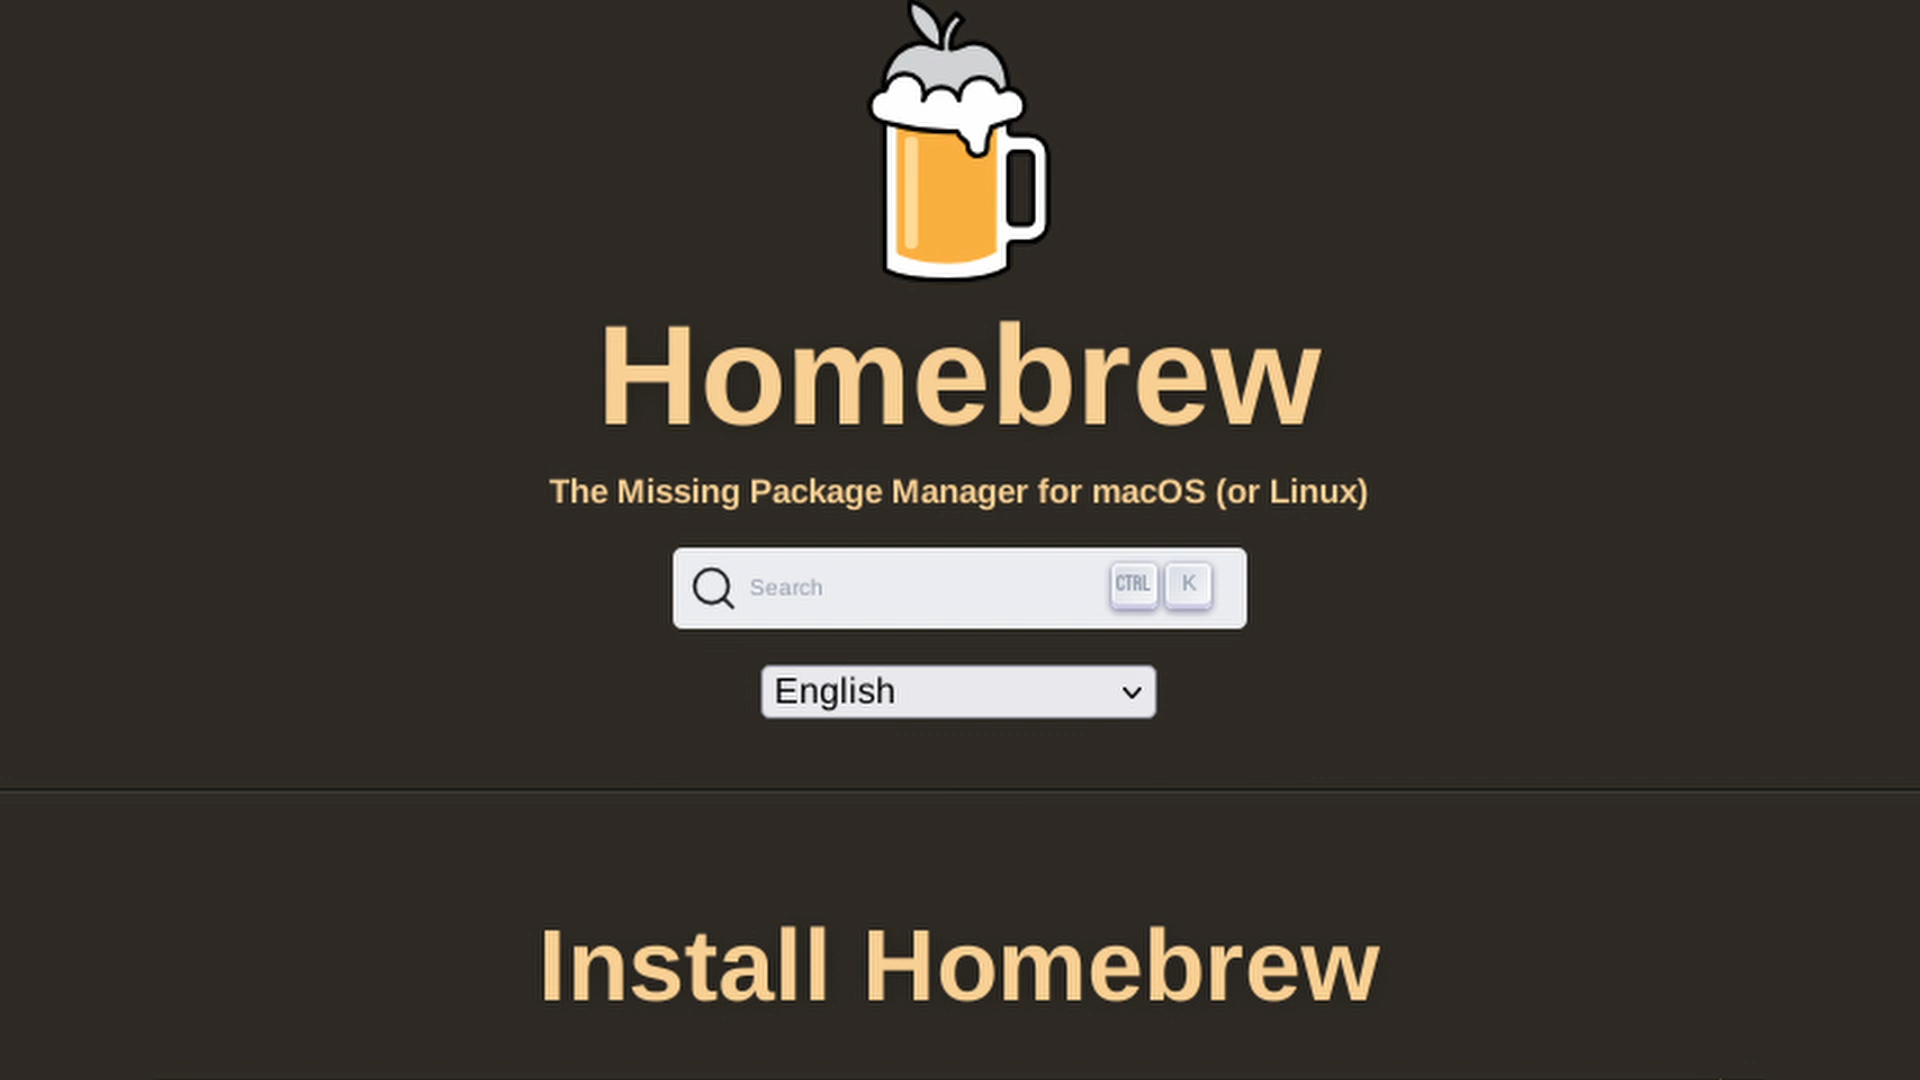 Homebrew
The Missing Package Manager for macOS (or Linux)
Search CTRL K
English
Install Homebrew